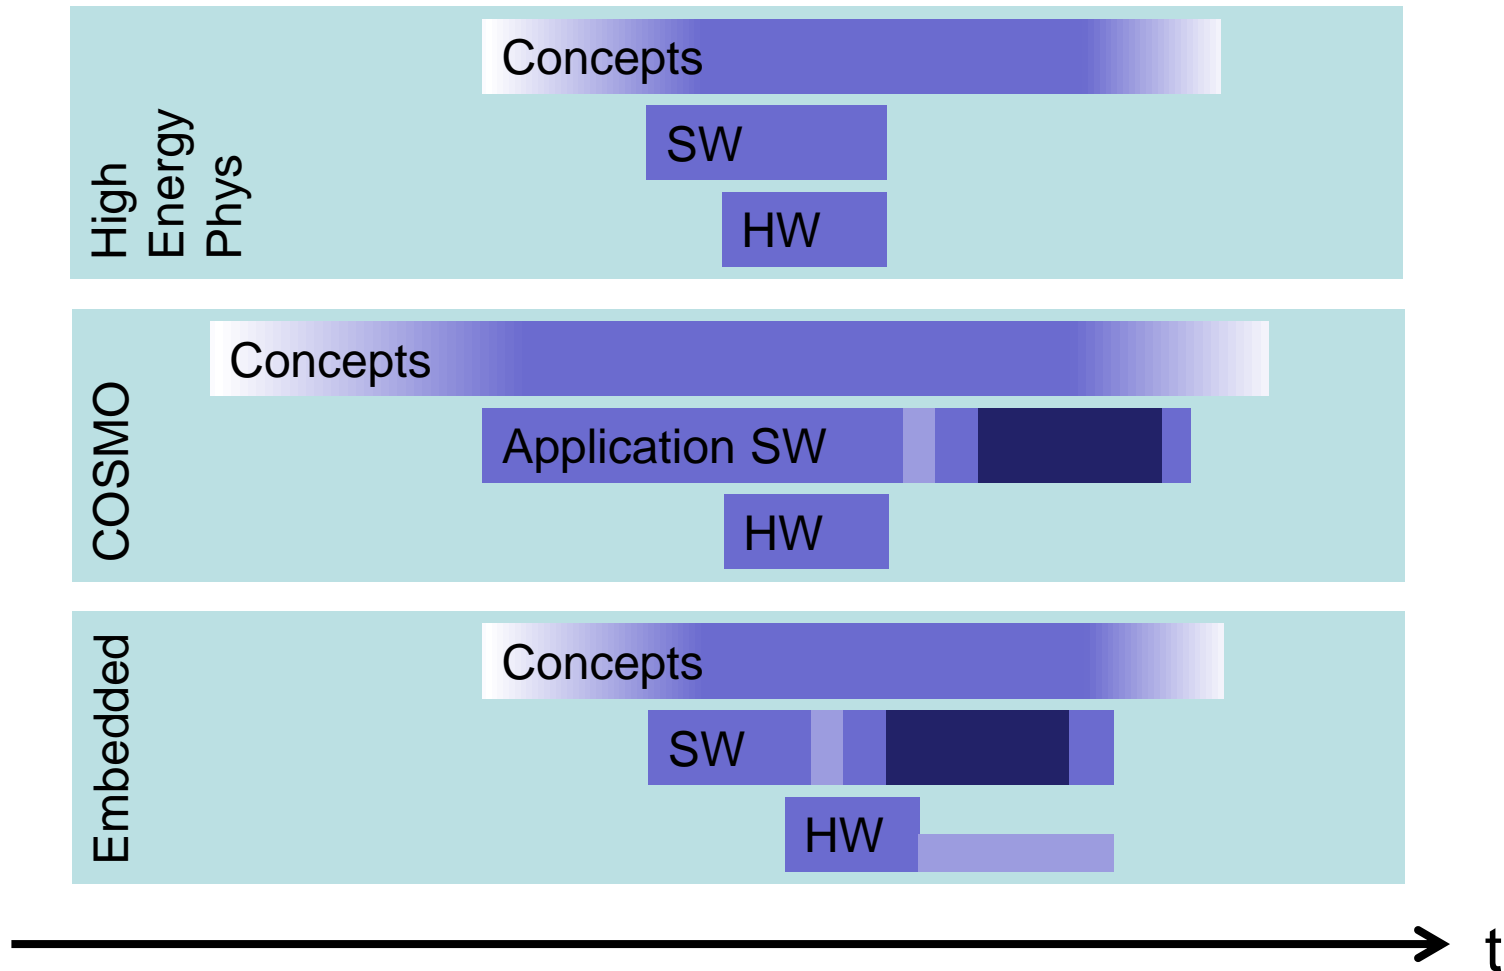 High
Energy
Phys
Concepts
SW
HW
COSMO
Concepts
Application SW
HW
Embedded
Concepts
SW
HW
t